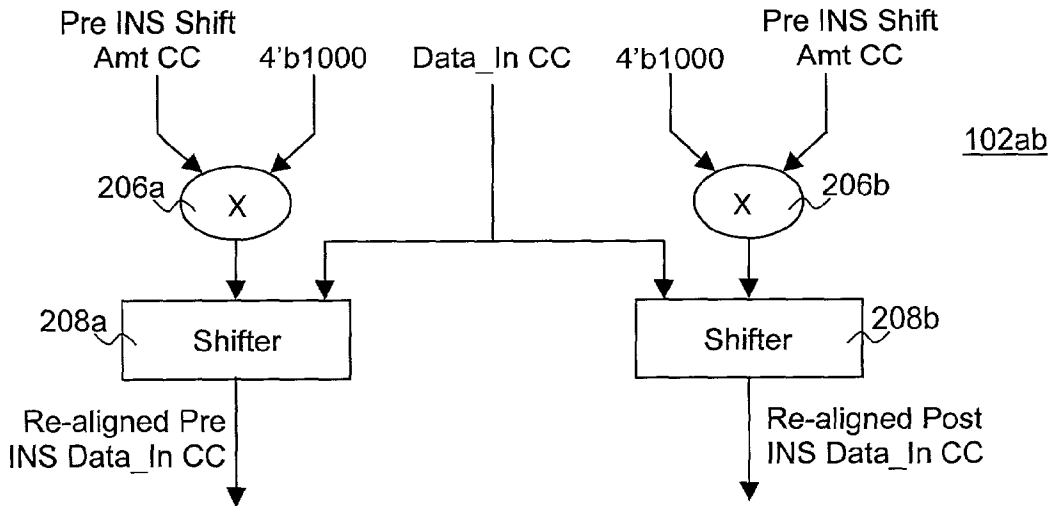 Pre INS Shift
Amt CC
4'b1000
Data_In CC
4'b1000
Pre INS Shift
Amt CC
102ab
206a
X
X
206b
208a
Shifter
Shifter
208b
Re-aligned Pre
INS Data_In CC
Re-aligned Post
INS Data_In CC